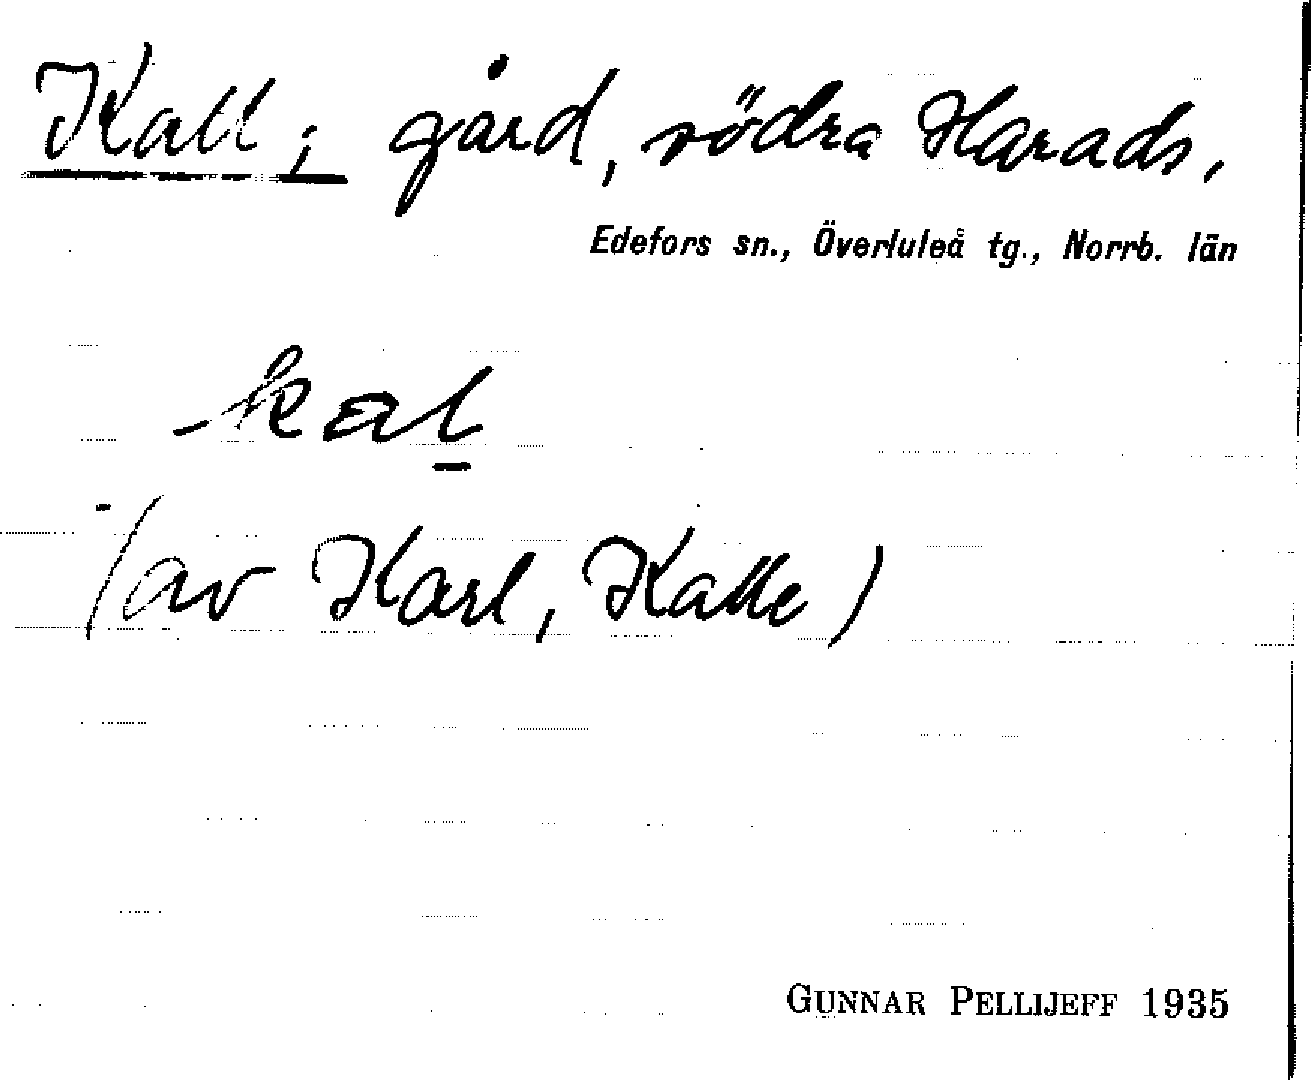 Kall; gård, södra Harads,
Edefors sn., Överluleå tg., Norrb. län
-kal̲
(av Karl, Kalle)
GUNNAR PELLIJEFF 1935